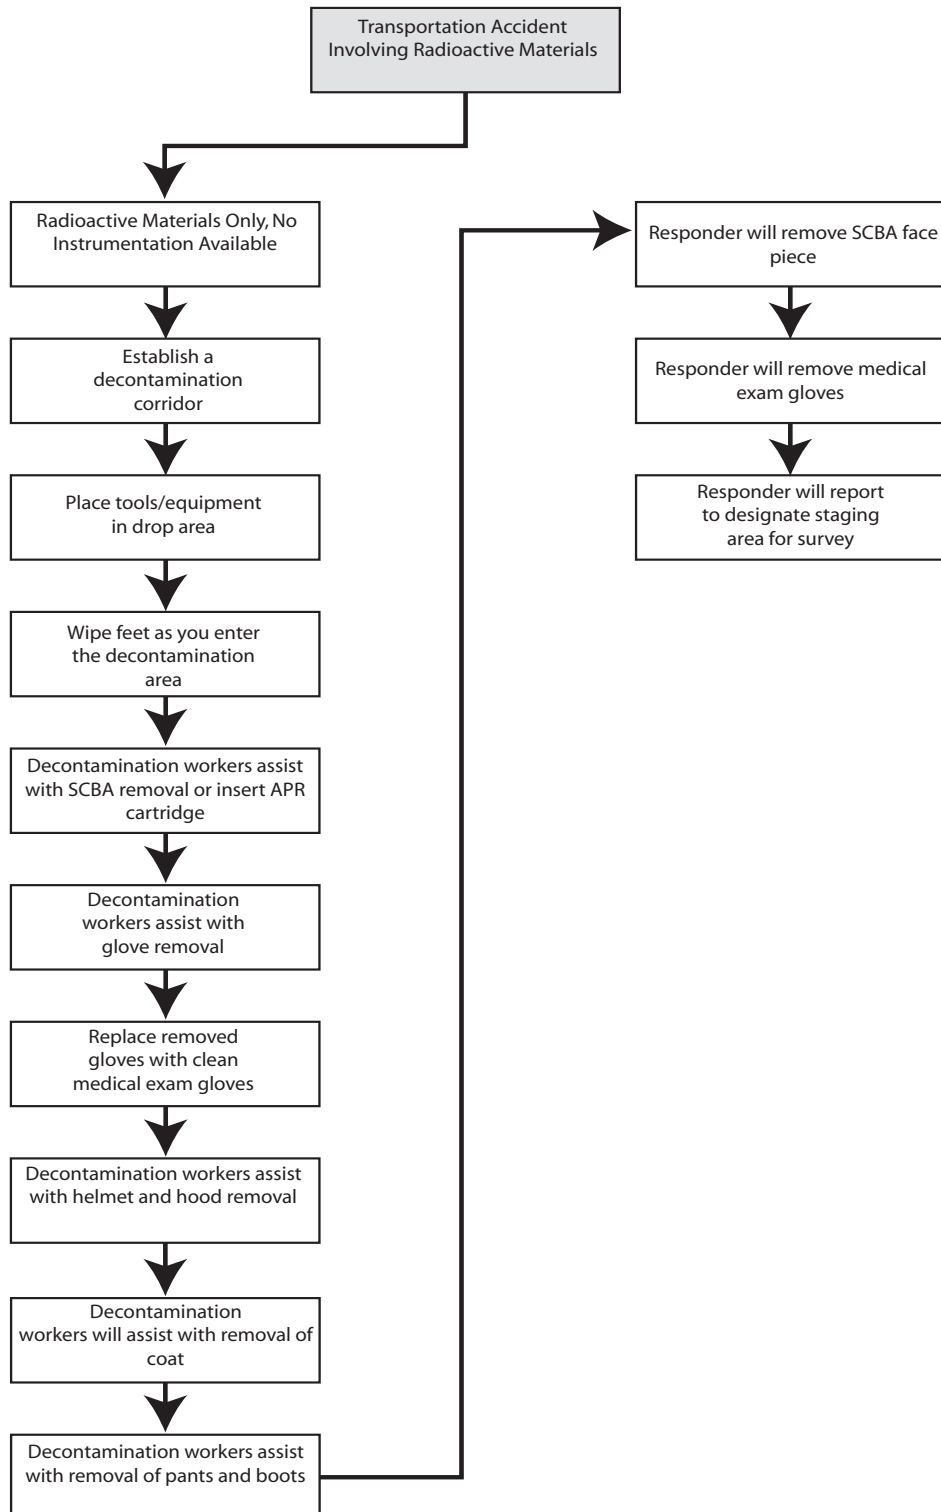 Transportation Accident
Involving Radioactive Materials
Radioactive Materials Only, No
Instrumentation Available
Establish a
decontamination
corridor
Place tools/equipment
in drop area
Wipe feet as you enter
the decontamination
area
Decontamination workers assist
with SCBA removal or insert APR
cartridge
Decontamination
workers assist with
glove removal
Replace removed
gloves with clean
medical exam gloves
Decontamination workers assist
with helmet and hood removal
Decontamination
workers will assist with removal of
coat
Decontamination workers assist
with removal of pants and boots
Responder will remove SCBA face
piece
Responder will remove medical
exam gloves
Responder will report
to designate staging
area for survey